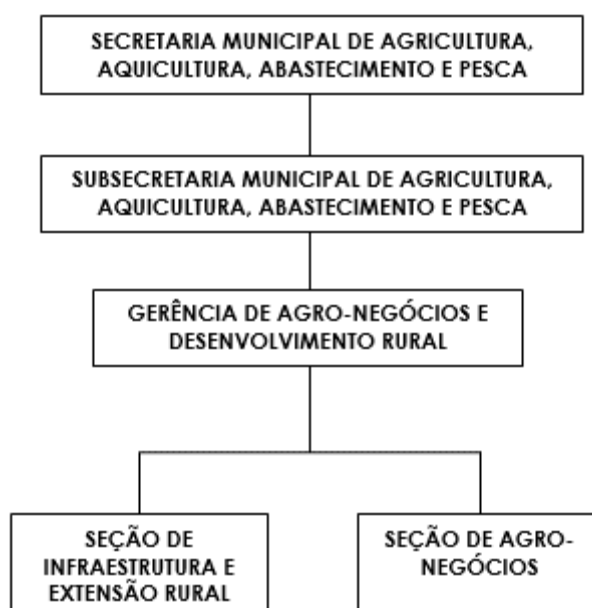 SECRETARIA MUNICIPAL DE AGRICULTURA,
AQUICULTURA, ABASTECIMENTO E PESCA
SUBSECRETARIA MUNICIPAL DE AGRICULTURA,
AQUICULTURA, ABASTECIMENTO E PESCA
GERÊNCIA DE AGRO-NEGÓCIOS E
DESENVOLVIMENTO RURAL
SEÇÃO DE
INFRAESTRUTURA E
EXTENSÃO RURAL
SEÇÃO DE AGRO-
NEGÓCIOS